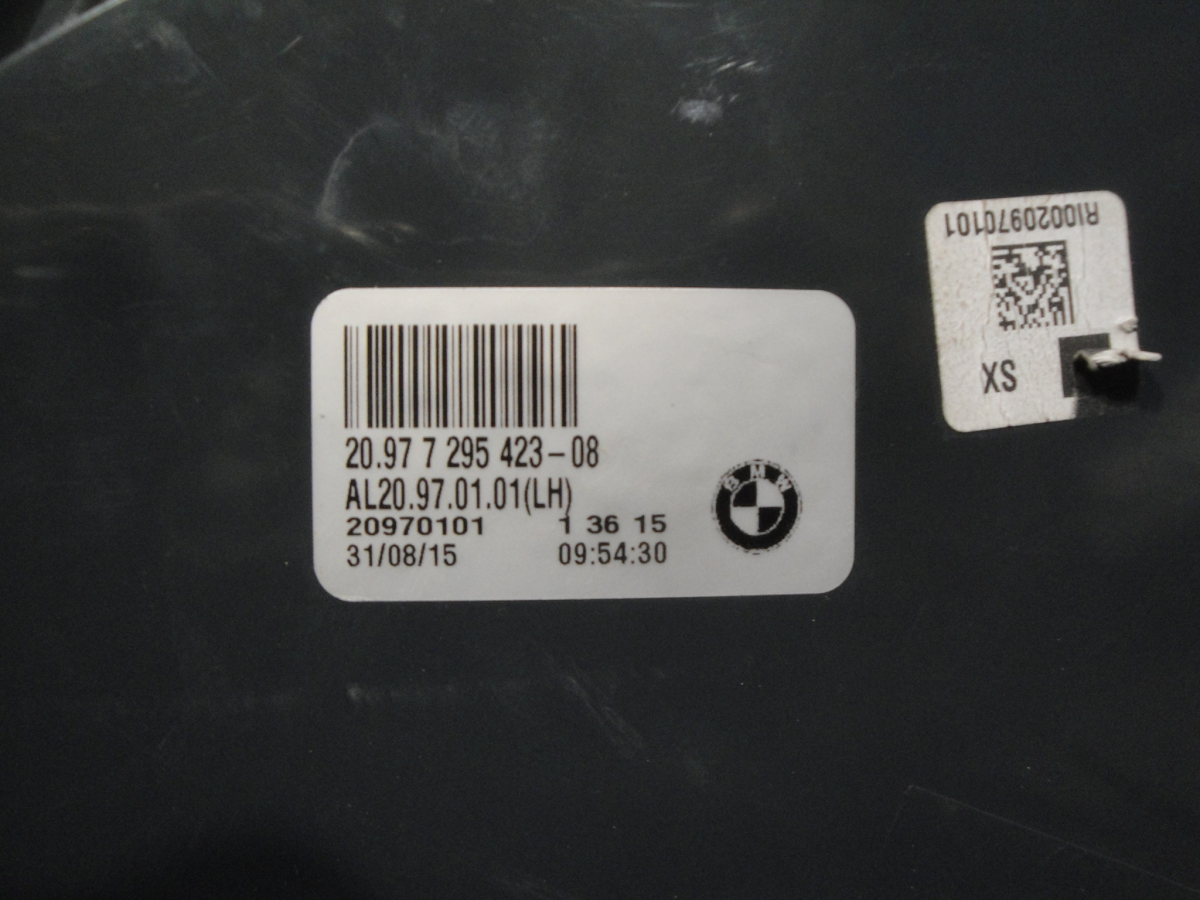 20.97 7 295 423-08
AL20.97.01.01(LH)
20970101 1 36 15
31/08/15 09:54:30
BMW
RI0020970101
SX